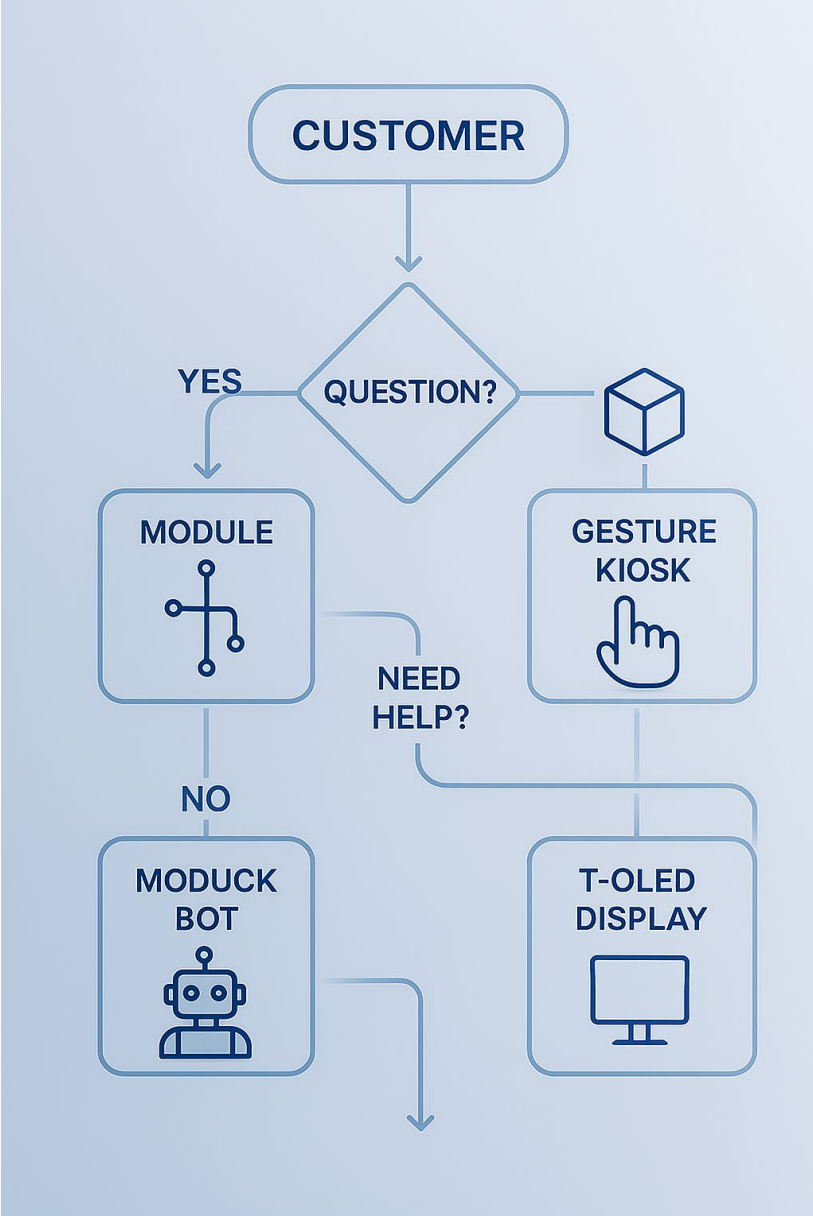 CUSTOMER
QUESTION?
YES
MODULE
GESTURE
KIOSK
NEED
HELP?
NO
MODUCK
BOT
T-OLED
DISPLAY